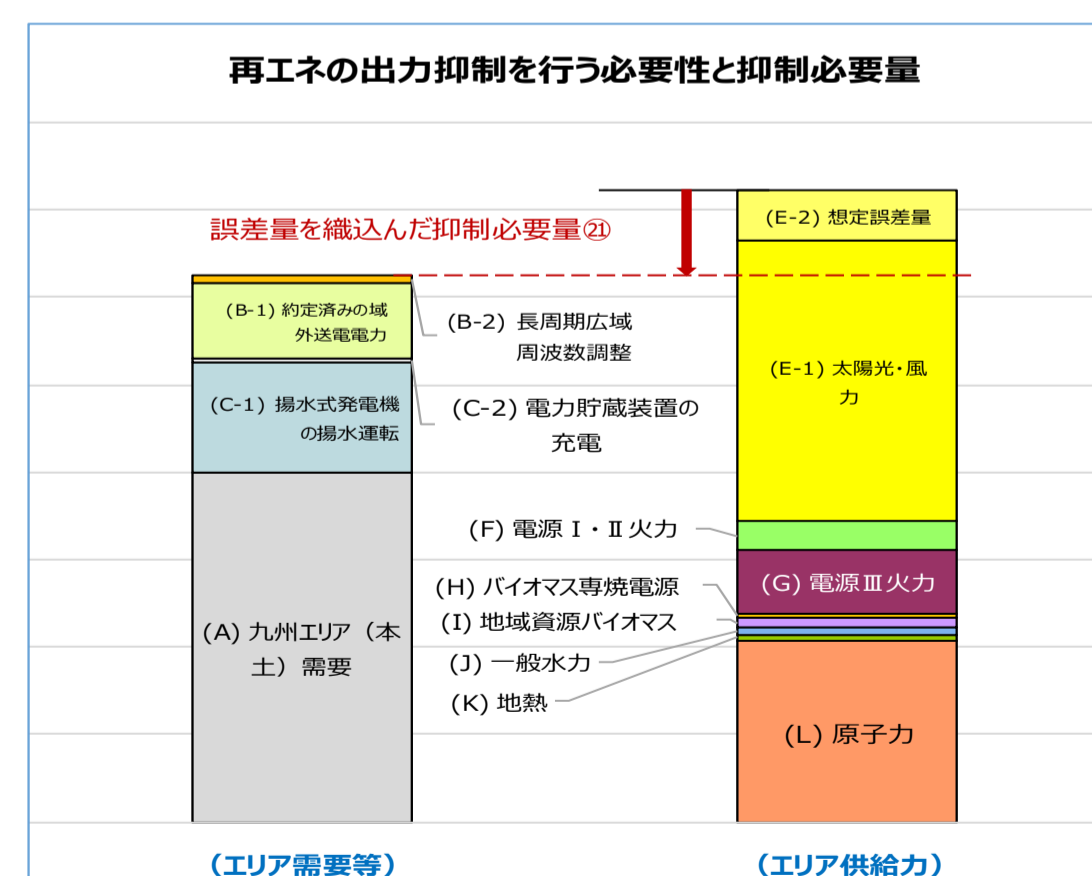 再エネの出力抑制を行う必要性と抑制必要量
誤差量を織込んだ抑制必要量㉑
(B-1) 約定済みの域
外送電電力
(B-2) 長周期広域
周波数調整
(C-1) 揚水式発電機
の揚水運転
(C-2) 電力貯蔵装置の
充電
(A) 九州エリア（本
土）需要
(E-2) 想定誤差量
(E-1) 太陽光・風
力
(F) 電源Ⅰ・Ⅱ火力
(G) 電源Ⅲ火力
(H) バイオマス専焼電源
(I) 地域資源バイオマス
(J) 一般水力
(K) 地熱
(L) 原子力
（エリア需要等）
（エリア供給力）